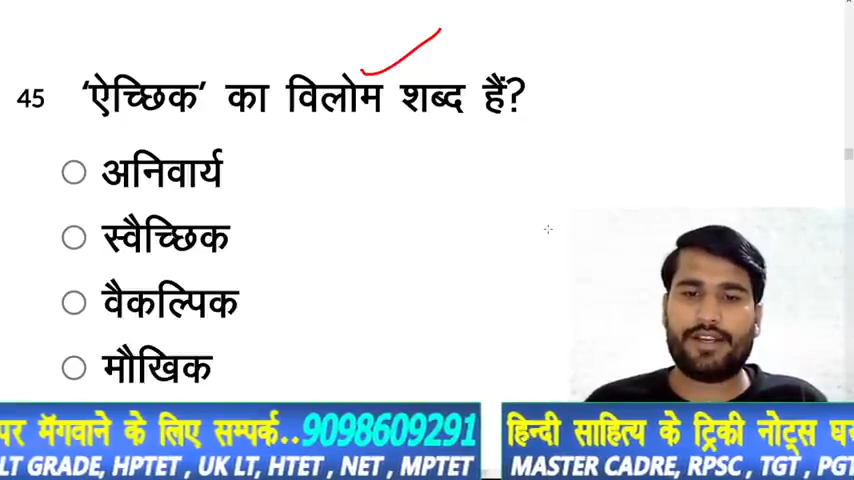 45 ‘ऐच्छिक’ का विलोम शब्द हैं?
अनिवार्य
स्वैच्छिक
वैकल्पिक
मौखिक
पर मॅगवाने के लिए सम्पर्क..9098609291
हिन्दी साहित्य के ट्रिकी नोट्स घर
LT GRADE, HPTET , UK LT, HTET , NET , MPTET
MASTER CADRE, RPSC , TGT , PGT